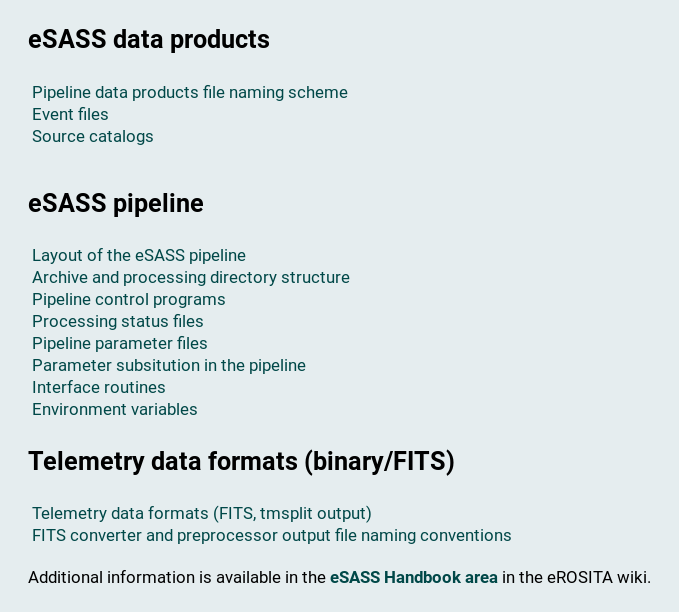 eSASS data products
Pipeline data products file naming scheme
Event files
Source catalogs
eSASS pipeline
Layout of the eSASS pipeline
Archive and processing directory structure
Pipeline control programs
Processing status files
Pipeline parameter files
Parameter subsitution in the pipeline
Interface routines
Environment variables
Telemetry data formats (binary/FITS)
Telemetry data formats (FITS, tmsplit output)
FITS converter and preprocessor output file naming conventions
Additional information is available in the eSASS Handbook area in the eROSITA wiki.